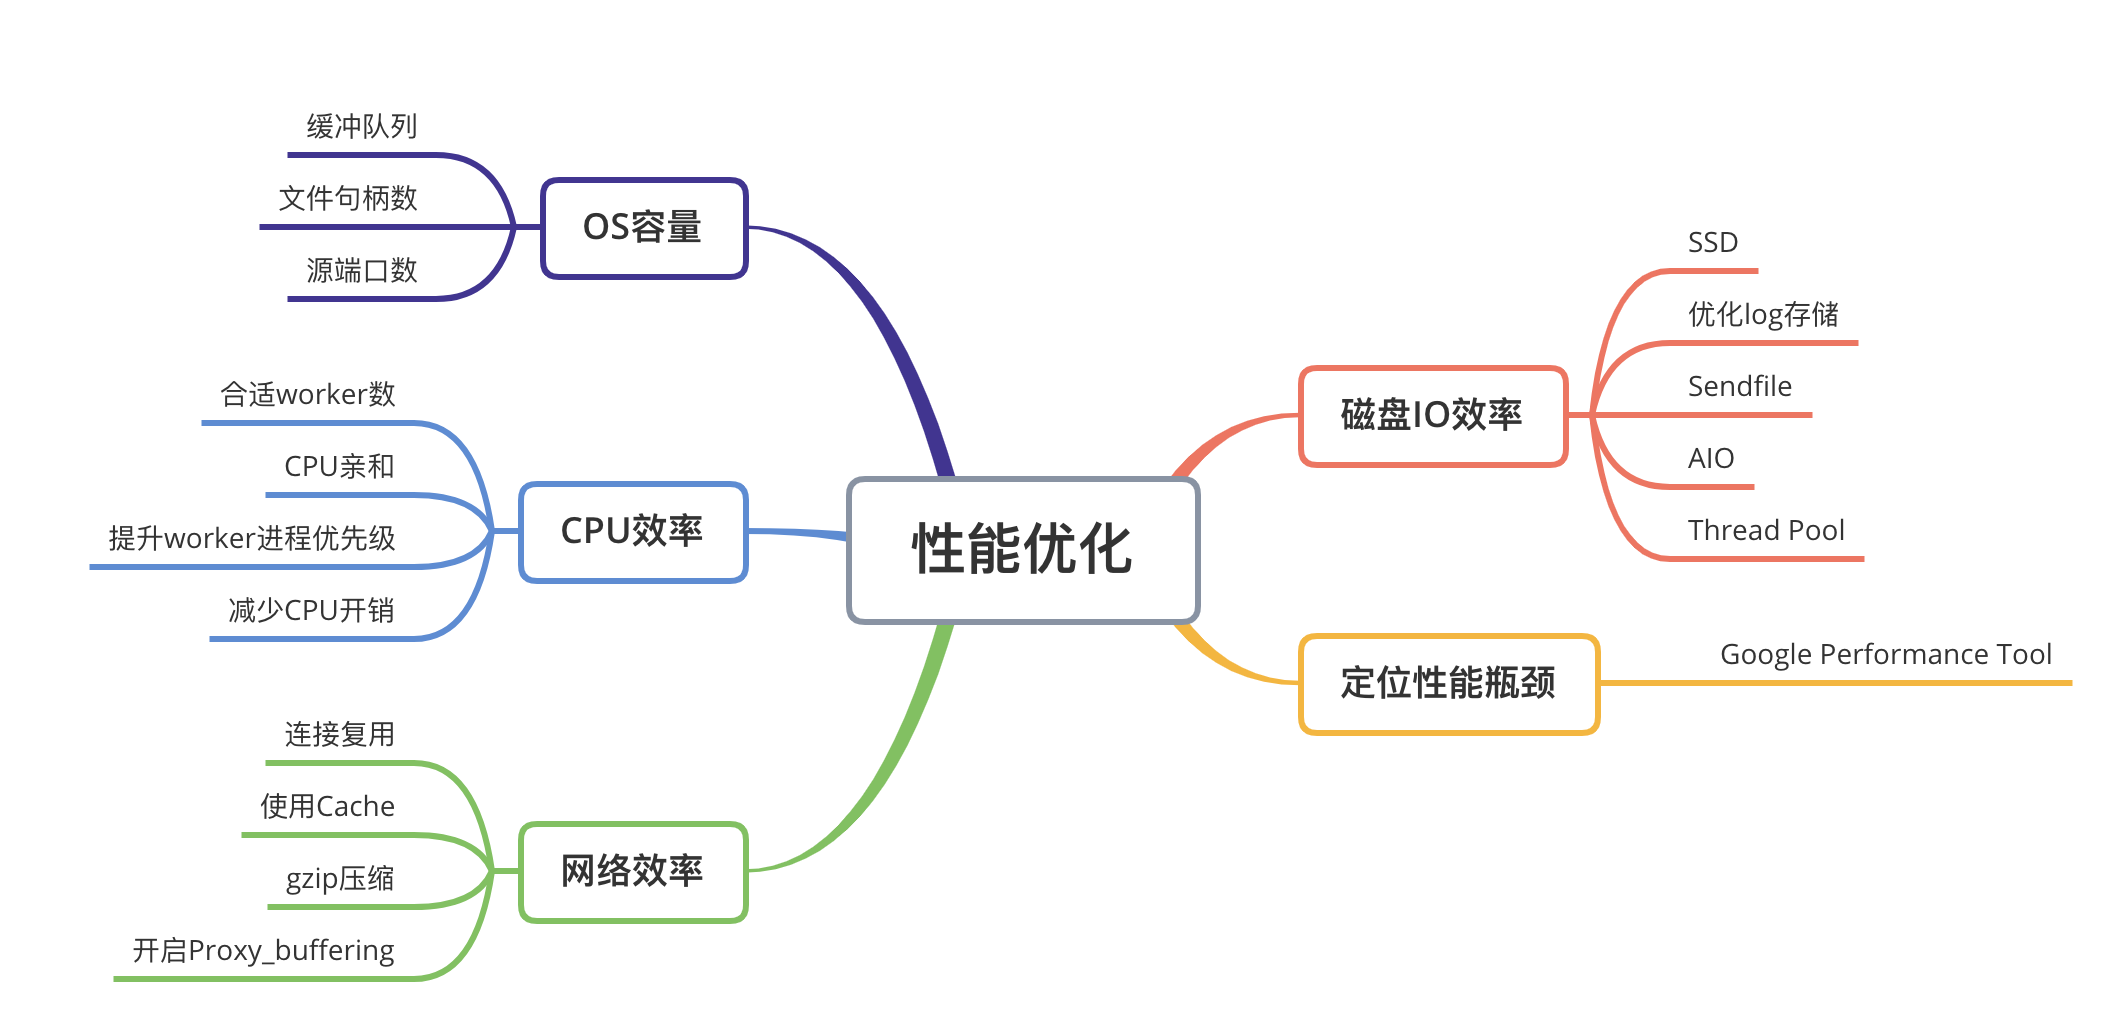 性能优化
OS容量
缓冲队列
文件句柄数
源端口数
CPU效率
合适worker数
CPU亲和
提升worker进程优先级
减少CPU开销
网络效率
连接复用
使用Cache
gzip压缩
开启Proxy_buffering
磁盘IO效率
SSD
优化log存储
Sendfile
AIO
Thread Pool
定位性能瓶颈
Google Performance Tool